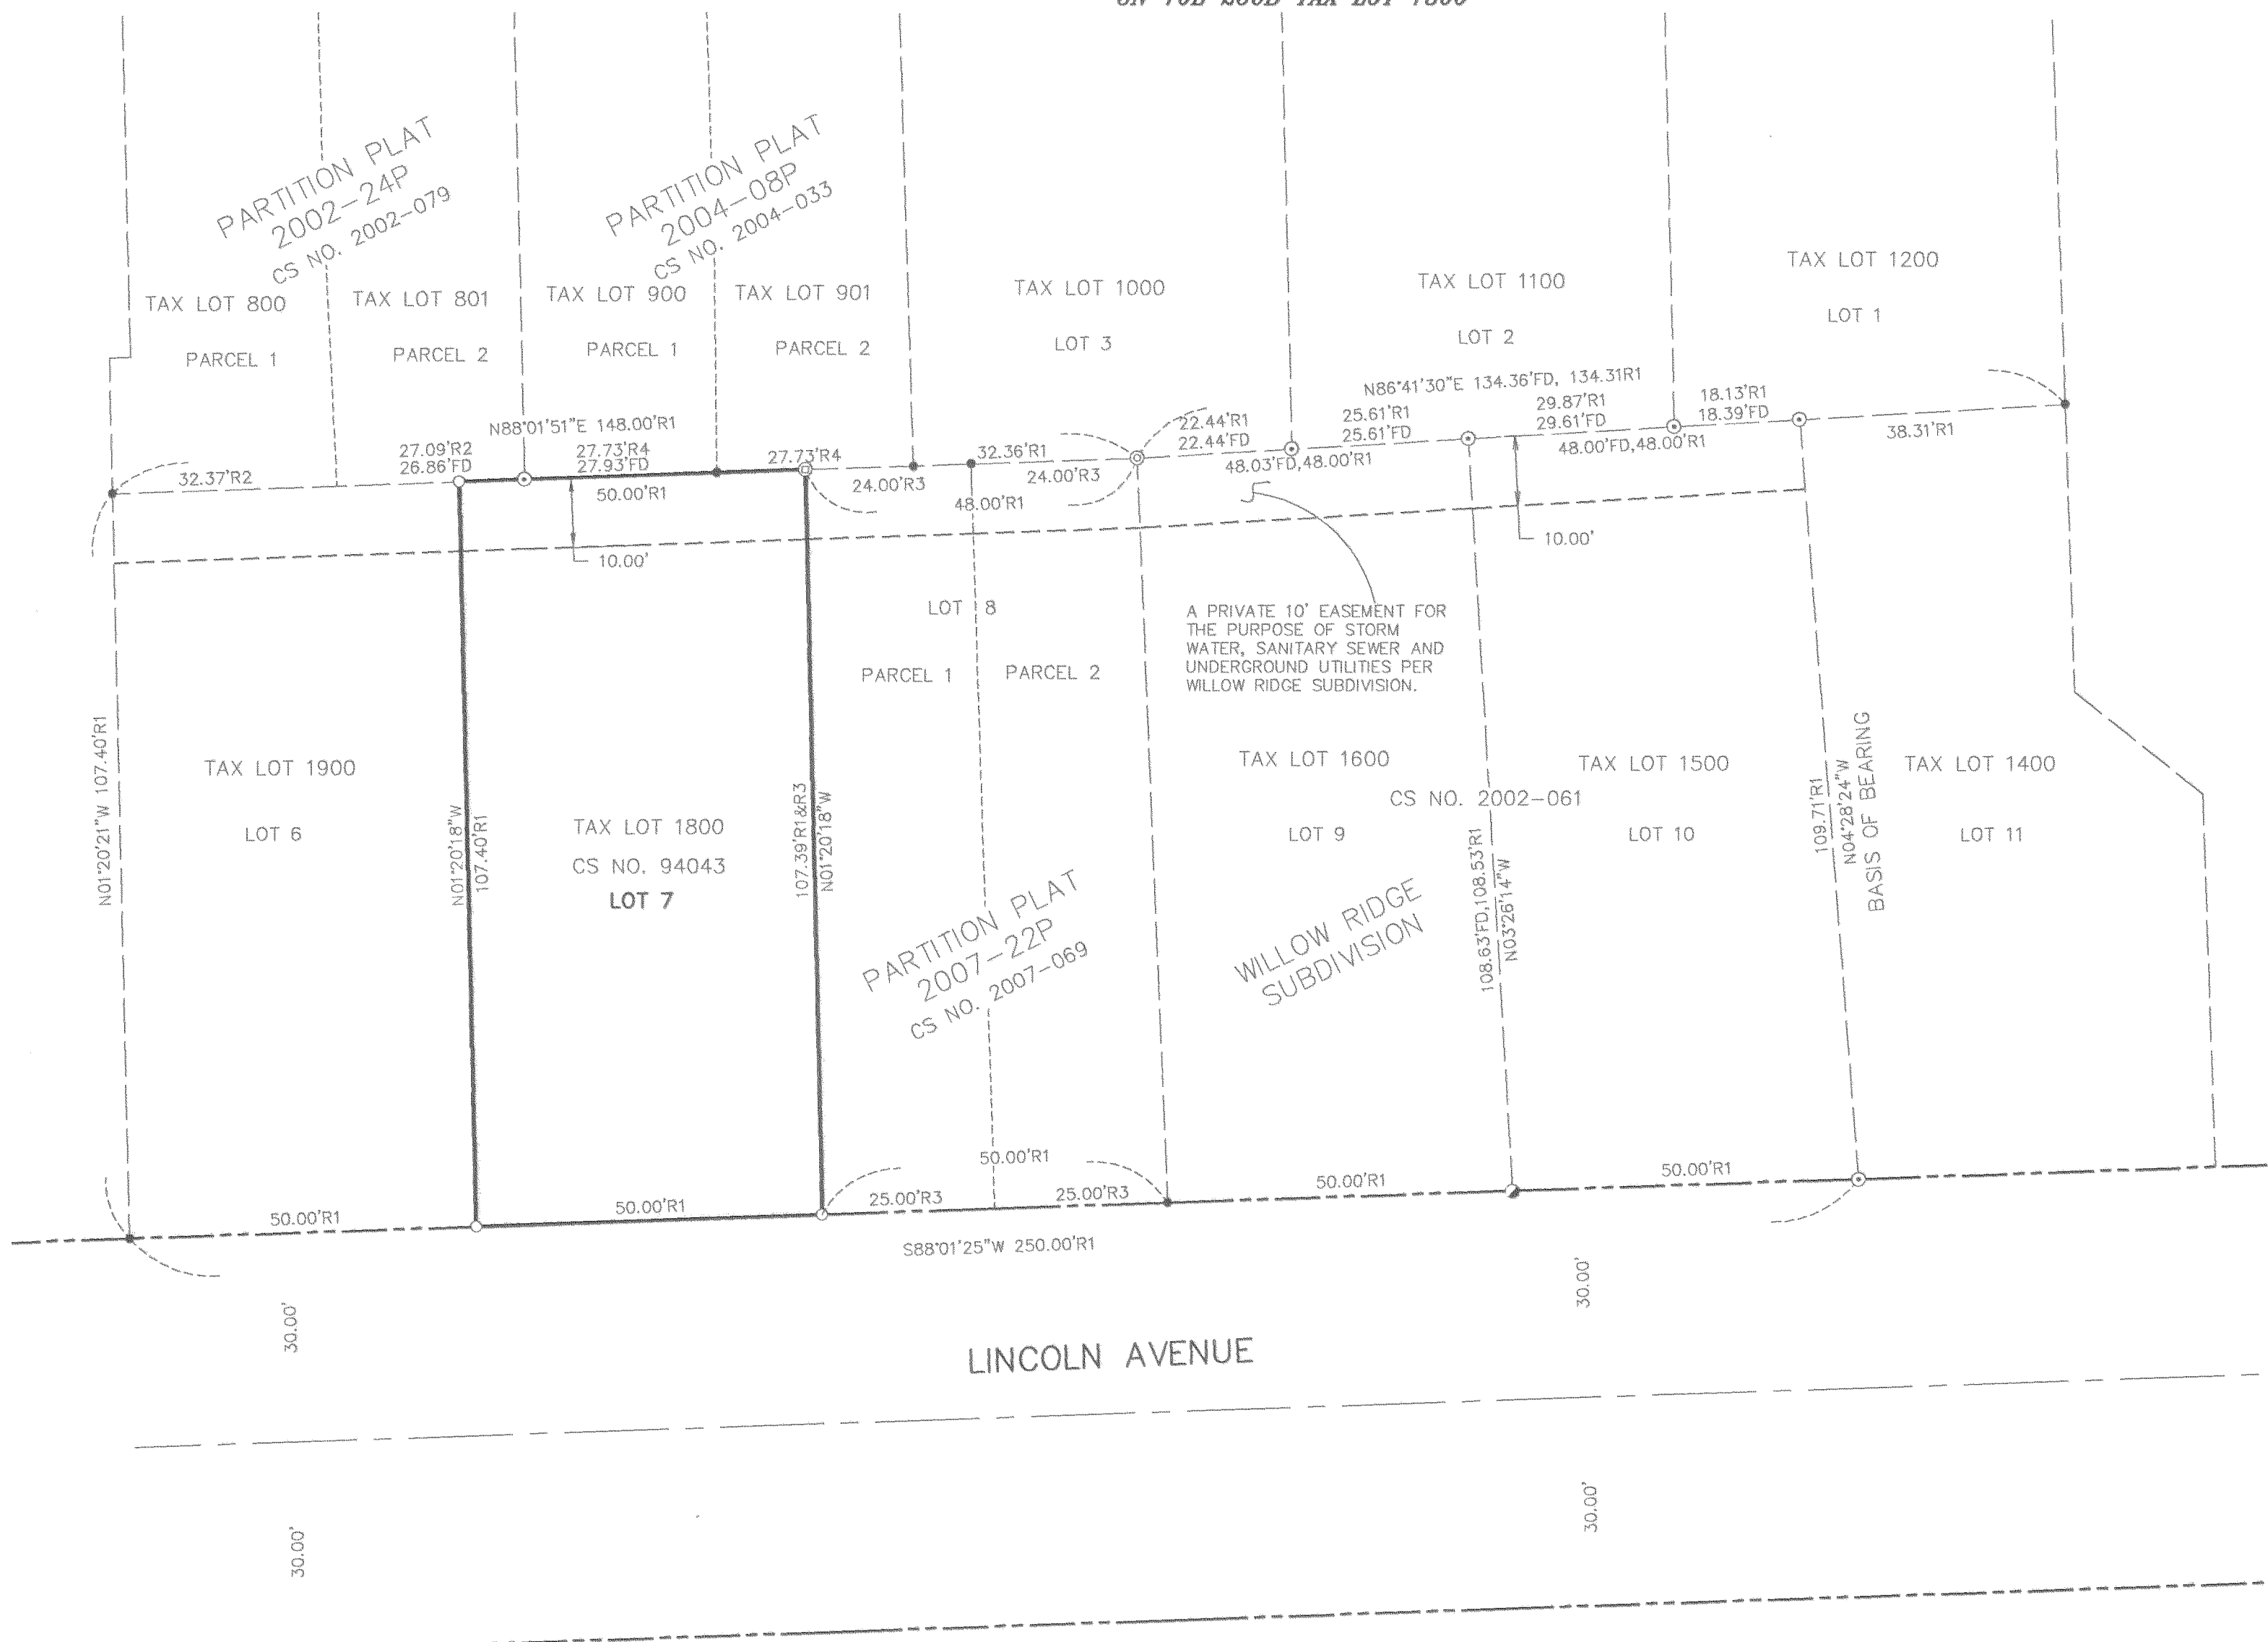 TAX LOT
PARTITION PLAT
2002-24P
CS NO. 2002-079
PARTITION PLAT
2004-08P
CS NO. 2004-033
TAX LOT 800
PARCEL 1
TAX LOT 801
PARCEL 2
TAX LOT 900
PARCEL 1
TAX LOT 901
PARCEL 2
TAX LOT 1000
LOT 3
TAX LOT 1100
LOT 2
TAX LOT 1200
LOT 1
N86°41'30"E 134.36'FD, 134.31R1
N88°01'51"E 148.00'R1
32.37'R2
27.09'R2
26.86'FD
27.73'R4
27.93'FD
50.00'R1
27.73'R4
24.00'R3
32.36'R1
24.00'R3
48.00'R1
22.44'R1
22.44'FD
25.61'R1
25.61'FD
48.03'FD,48.00'R1
29.87'R1
29.61'FD
18.13'R1
18.39'FD
48.00'FD,48.00'R1
38.31'R1
10.00'
10.00'
A PRIVATE 10' EASEMENT FOR
THE PURPOSE OF STORM
WATER, SANITARY SEWER AND
UNDERGROUND UTILITIES PER
WILLOW RIDGE SUBDIVISION.
N01°20'21"W 107.40'R1
TAX LOT 1900
LOT 6
N01°20'18"W
107.40'R1
TAX LOT 1800
CS NO. 94043
LOT 7
107.39'R1&R3
N01°20'18"W
LOT 8
PARCEL 1
PARCEL 2
PARTITION PLAT
2007-22P
CS NO. 2007-069
TAX LOT 1600
CS NO. 2002-061
LOT 9
WILLOW RIDGE
SUBDIVISION
108.63'FD,108.53'R1
N03°26'14"W
TAX LOT 1500
LOT 10
109.71'R1
N04°28'24"W
BASIS OF BEARING
TAX LOT 1400
LOT 11
50.00'R1
50.00'R1
50.00'R1
25.00'R3
25.00'R3
50.00'R1
50.00'R1
S88°01'25"W 250.00'R1
30.00'
30.00'
LINCOLN AVENUE
30.00'
30.00'